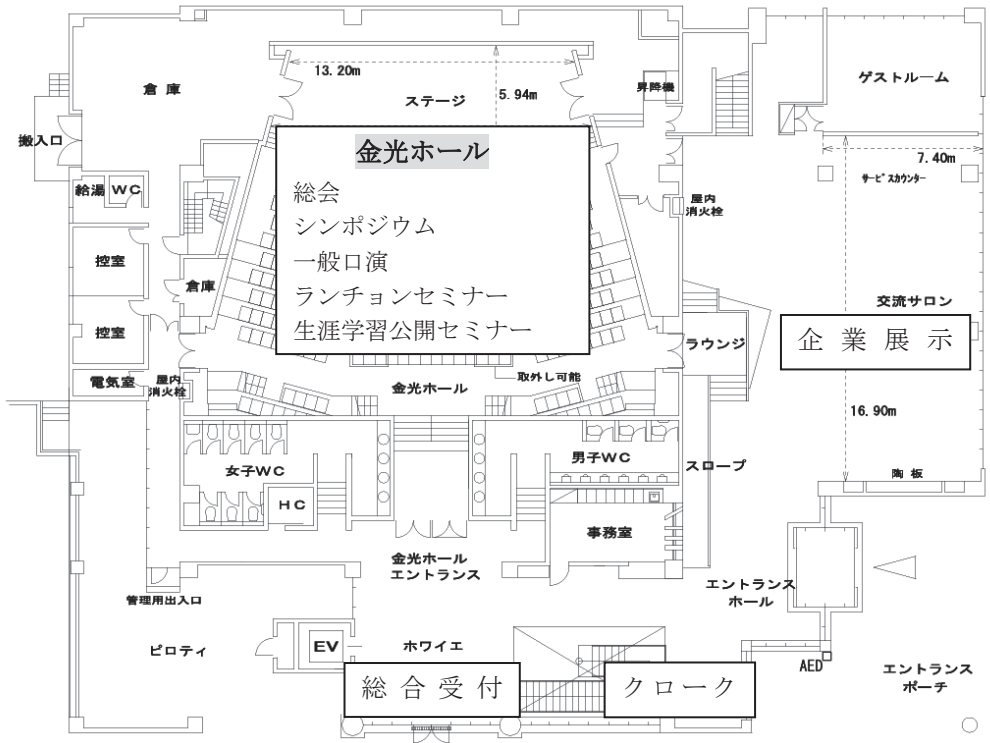 13.20m
5.94m
倉庫
ステージ
昇降機
ゲストルーム
搬入口
7.40m
サービスカウンター
給湯
WC
屋内
消火栓
控室
倉庫
控室
電気室
屋内
消火栓
金光ホール
総会
シンポジウム
一般口演
ランチョンセミナー
生涯学習公開セミナー
交流サロン
企業展示
ラウンジ
取外し可能
金光ホール
16.90m
陶板
女子WC
男子WC
スロープ
HC
事務室
金光ホール
エントランス
エントランス
ホール
管理用出入口
ピロティ
EV
ホワイエ
総合受付
クローク
AED
エントランス
ポーチ